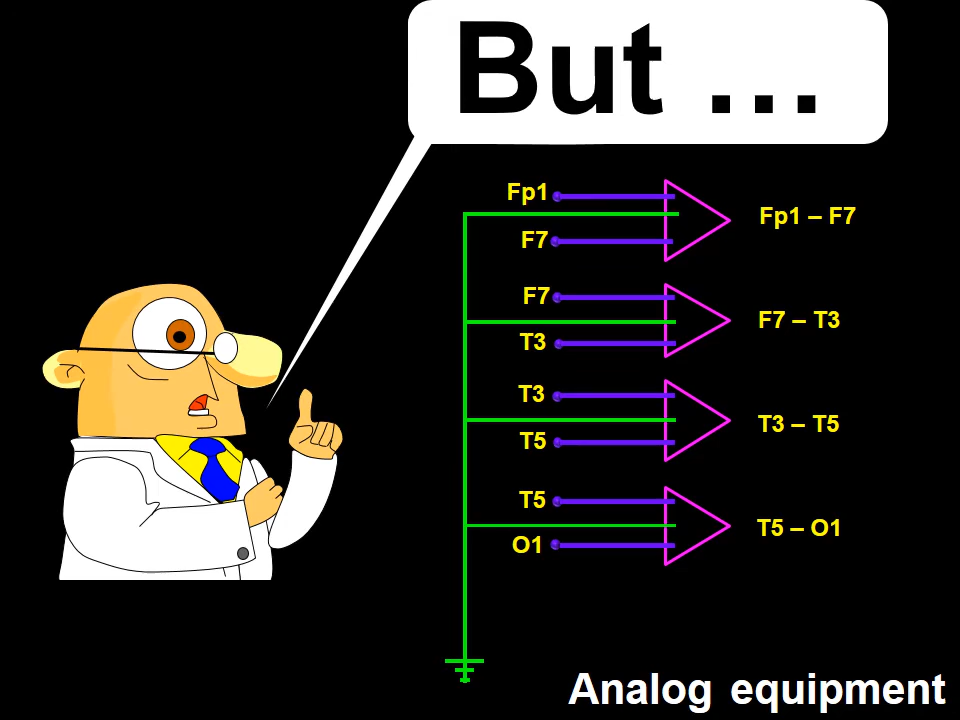 But ...
Fp1
F7
Fp1 – F7
F7
T3
F7 – T3
T3
T5
T3 – T5
T5
O1
T5 – O1
Analog equipment